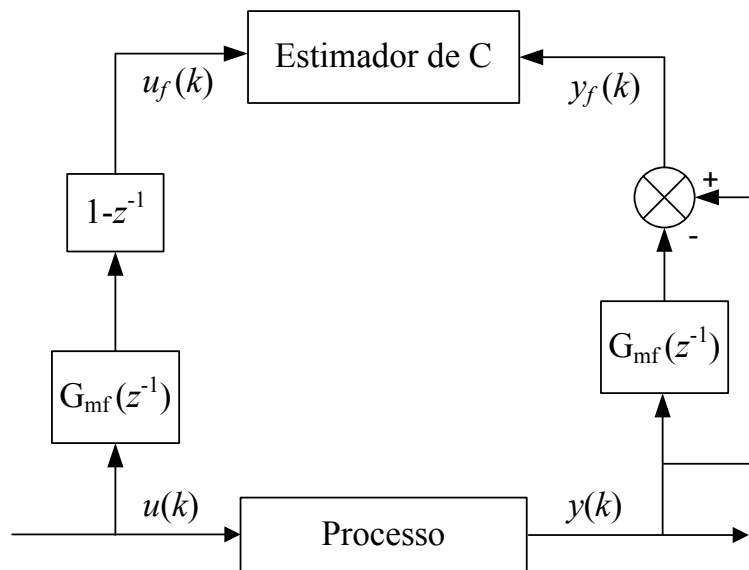 Estimador de C
u_f(k)
y_f(k)
1-z⁻¹
+
-
G_mf(z⁻¹)
G_mf(z⁻¹)
u(k)
Processo
y(k)